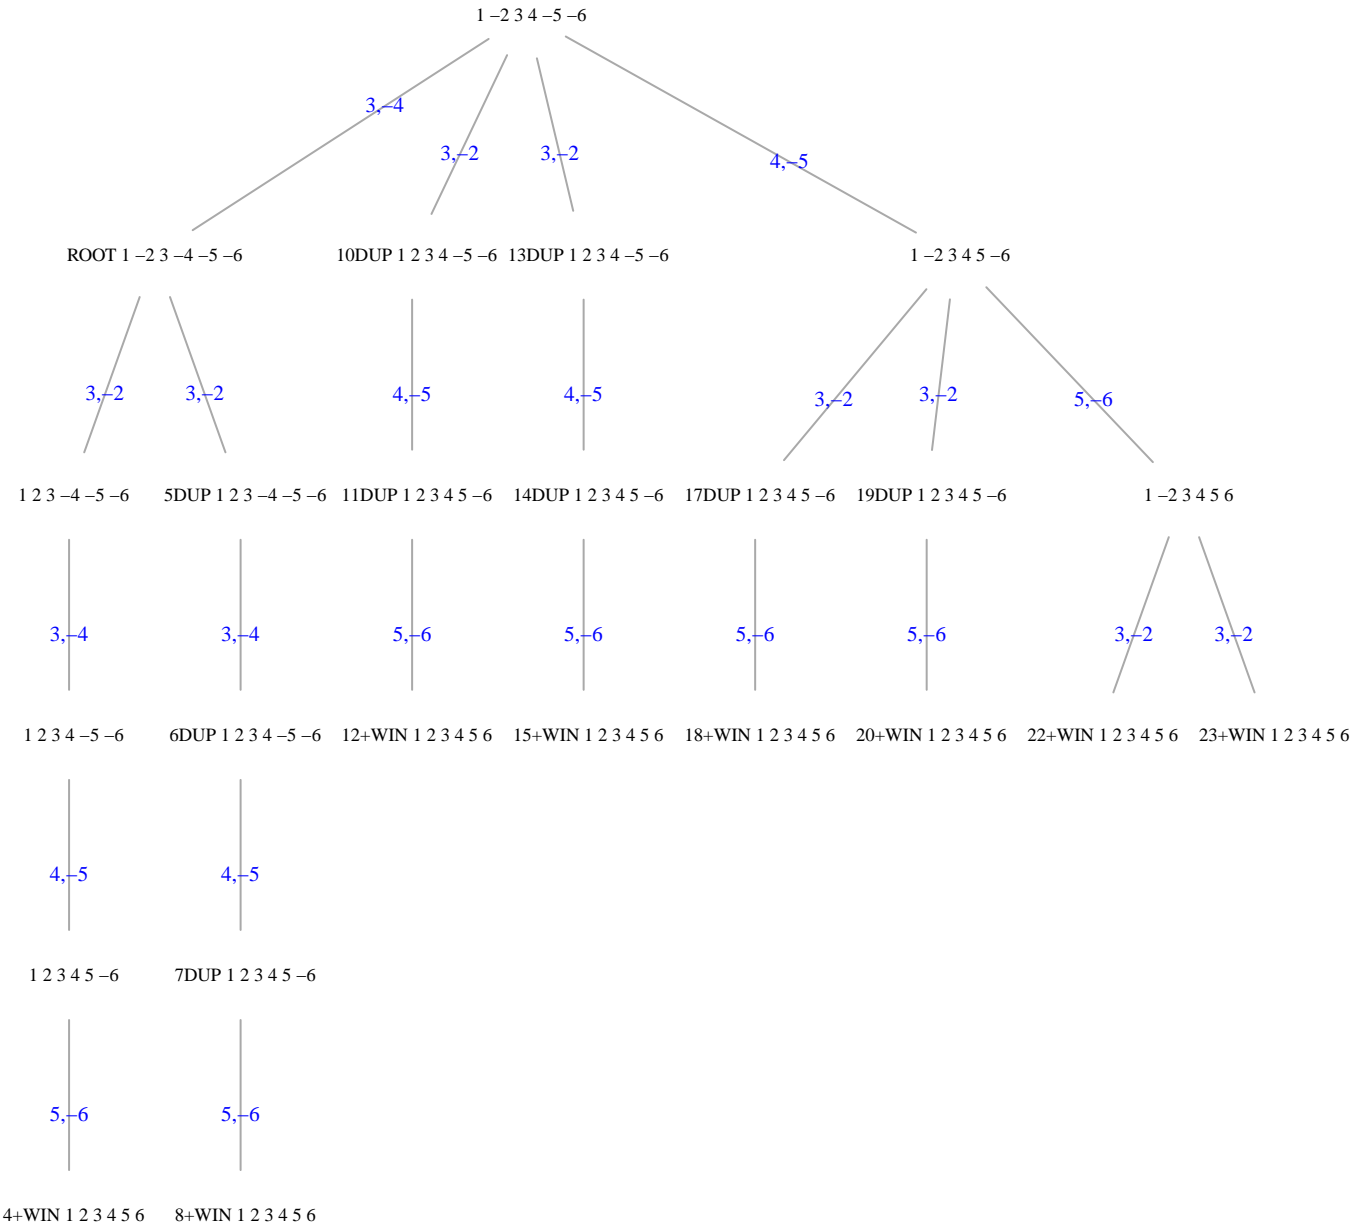 1 –2 3 4 –5 –6
3,–4
3,–2
3,–2
4,–5
ROOT 1 –2 3 –4 –5 –6
10DUP 1 2 3 4 –5 –6
13DUP 1 2 3 4 –5 –6
1 –2 3 4 5 –6
3,–2
3,–2
4,–5
4,–5
3,–2
3,–2
5,–6
1 2 3 –4 –5 –6
5DUP 1 2 3 –4 –5 –6
11DUP 1 2 3 4 5 –6
14DUP 1 2 3 4 5 –6
17DUP 1 2 3 4 5 –6
19DUP 1 2 3 4 5 –6
1 –2 3 4 5 6
3,–4
3,–4
5,–6
5,–6
5,–6
5,–6
3,–2
3,–2
1 2 3 4 –5 –6
6DUP 1 2 3 4 –5 –6
12+WIN 1 2 3 4 5 6
15+WIN 1 2 3 4 5 6
18+WIN 1 2 3 4 5 6
20+WIN 1 2 3 4 5 6
22+WIN 1 2 3 4 5 6
23+WIN 1 2 3 4 5 6
4,–5
4,–5
1 2 3 4 5 –6
7DUP 1 2 3 4 5 –6
5,–6
5,–6
4+WIN 1 2 3 4 5 6
8+WIN 1 2 3 4 5 6